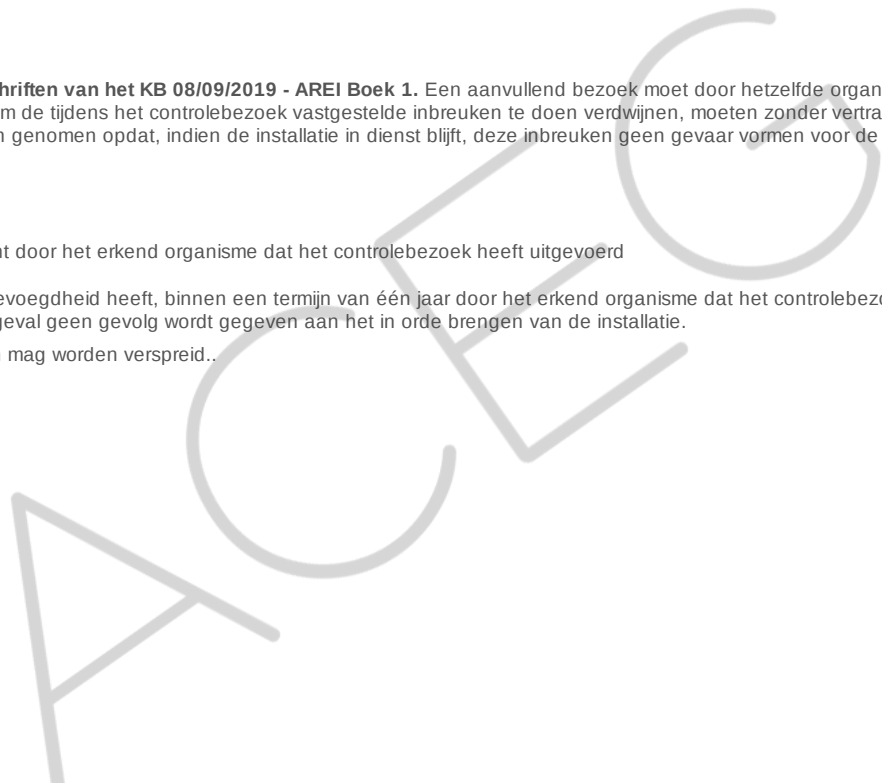 hriften van het KB 08/09/2019 - AREI Boek 1. Een aanvullend bezoek moet door hetzelfde organ
m de tijdens het controlebezoek vastgestelde inbreuken te doen verdwijnen, moeten zonder vertra
n genomen opdat, indien de installatie in dienst blijft, deze inbreuken geen gevaar vormen voor de
nt door het erkend organisme dat het controlebezoek heeft uitgevoerd
evoegdheid heeft, binnen een termijn van één jaar door het erkend organisme dat het controlebezo
geval geen gevolg wordt gegeven aan het in orde brengen van de installatie.
mag worden verspreid..
ACEG